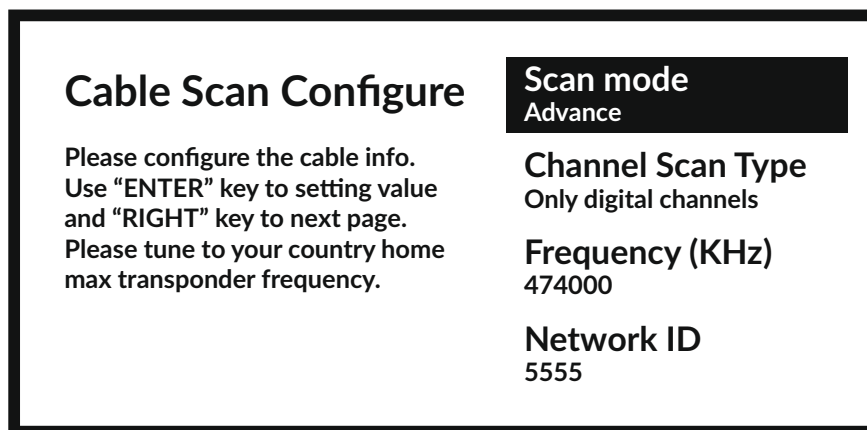 Cable Scan Configure
Please configure the cable info.
Use “ENTER” key to setting value
and “RIGHT” key to next page.
Please tune to your country home
max transponder frequency.
Scan mode
Advance
Channel Scan Type
Only digital channels
Frequency (KHz)
474000
Network ID
5555